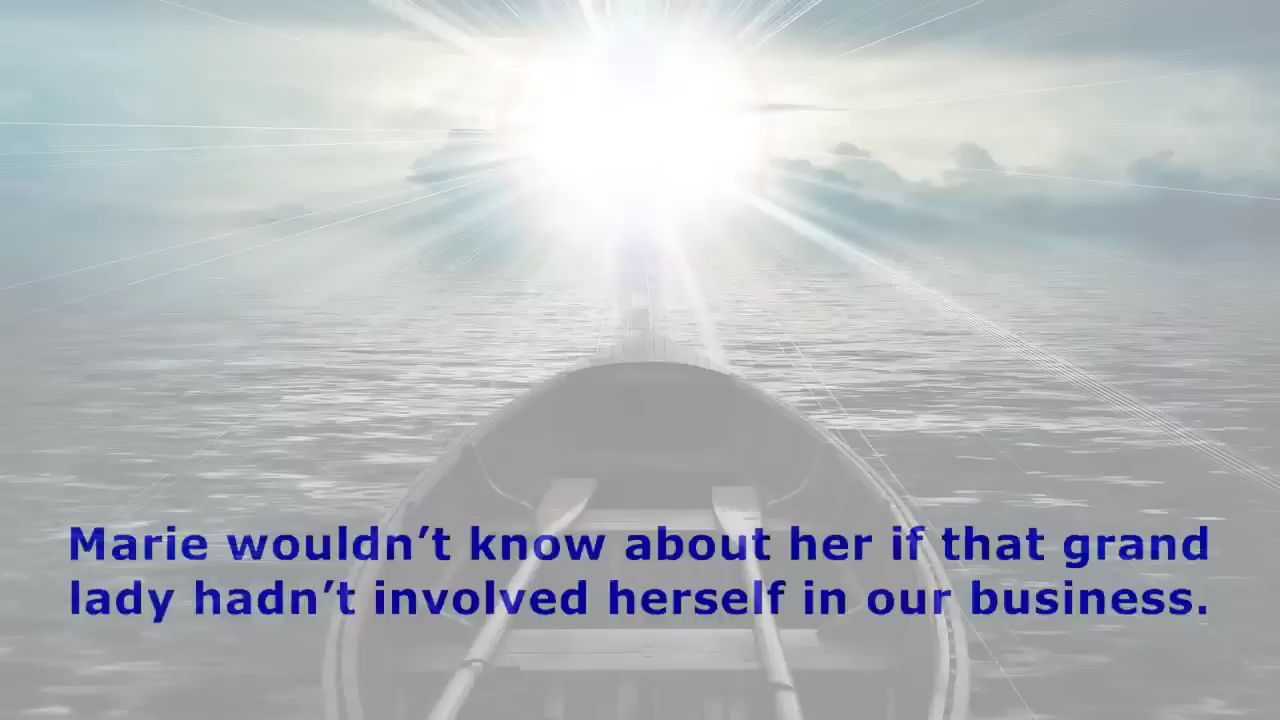 Marie wouldn’t know about her if that grand
lady hadn’t involved herself in our business.